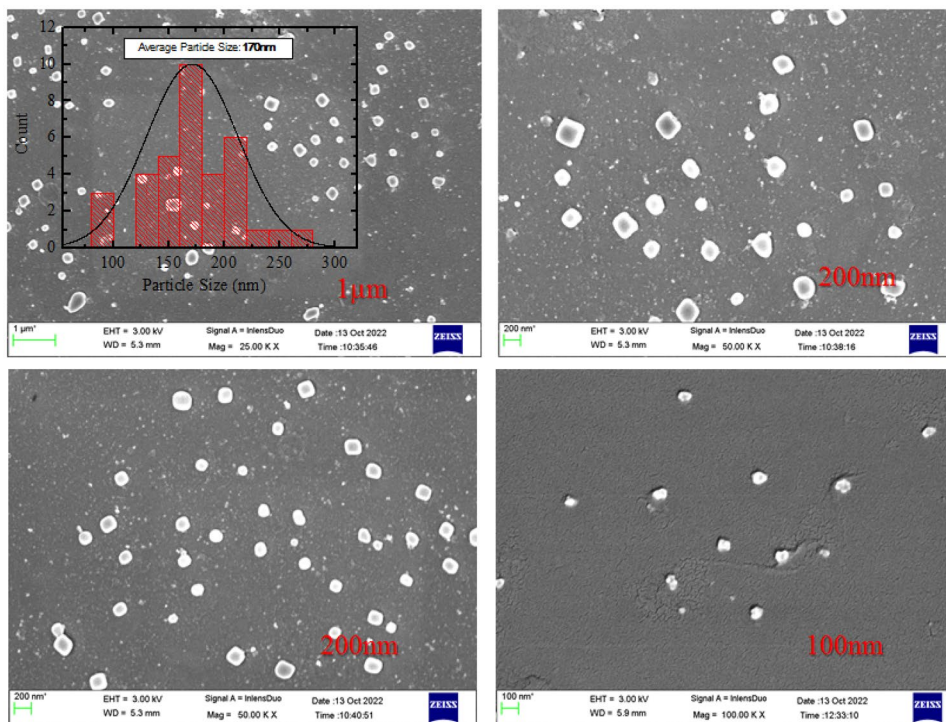 12
10
8
6
4
2
0
Count
Average Particle Size: 170nm
100 150 200 250 300
Particle Size (nm)
1μm
1 μm*
EHT = 3.00 kV Signal A = InlensDuo Date :13 Oct 2022
WD = 5.3 mm Mag = 25.00 K X Time :10:35:46
ZEISS
200nm
200 nm*
EHT = 3.00 kV Signal A = InlensDuo Date :13 Oct 2022
WD = 5.3 mm Mag = 50.00 K X Time :10:38:16
ZEISS
200nm
200 nm*
EHT = 3.00 kV Signal A = InlensDuo Date :13 Oct 2022
WD = 5.3 mm Mag = 50.00 K X Time :10:40:51
ZEISS
100nm
100 nm*
EHT = 3.00 kV Signal A = InlensDuo Date :13 Oct 2022
WD = 5.9 mm Mag = 100.00 K X Time :12:33:10
ZEISS